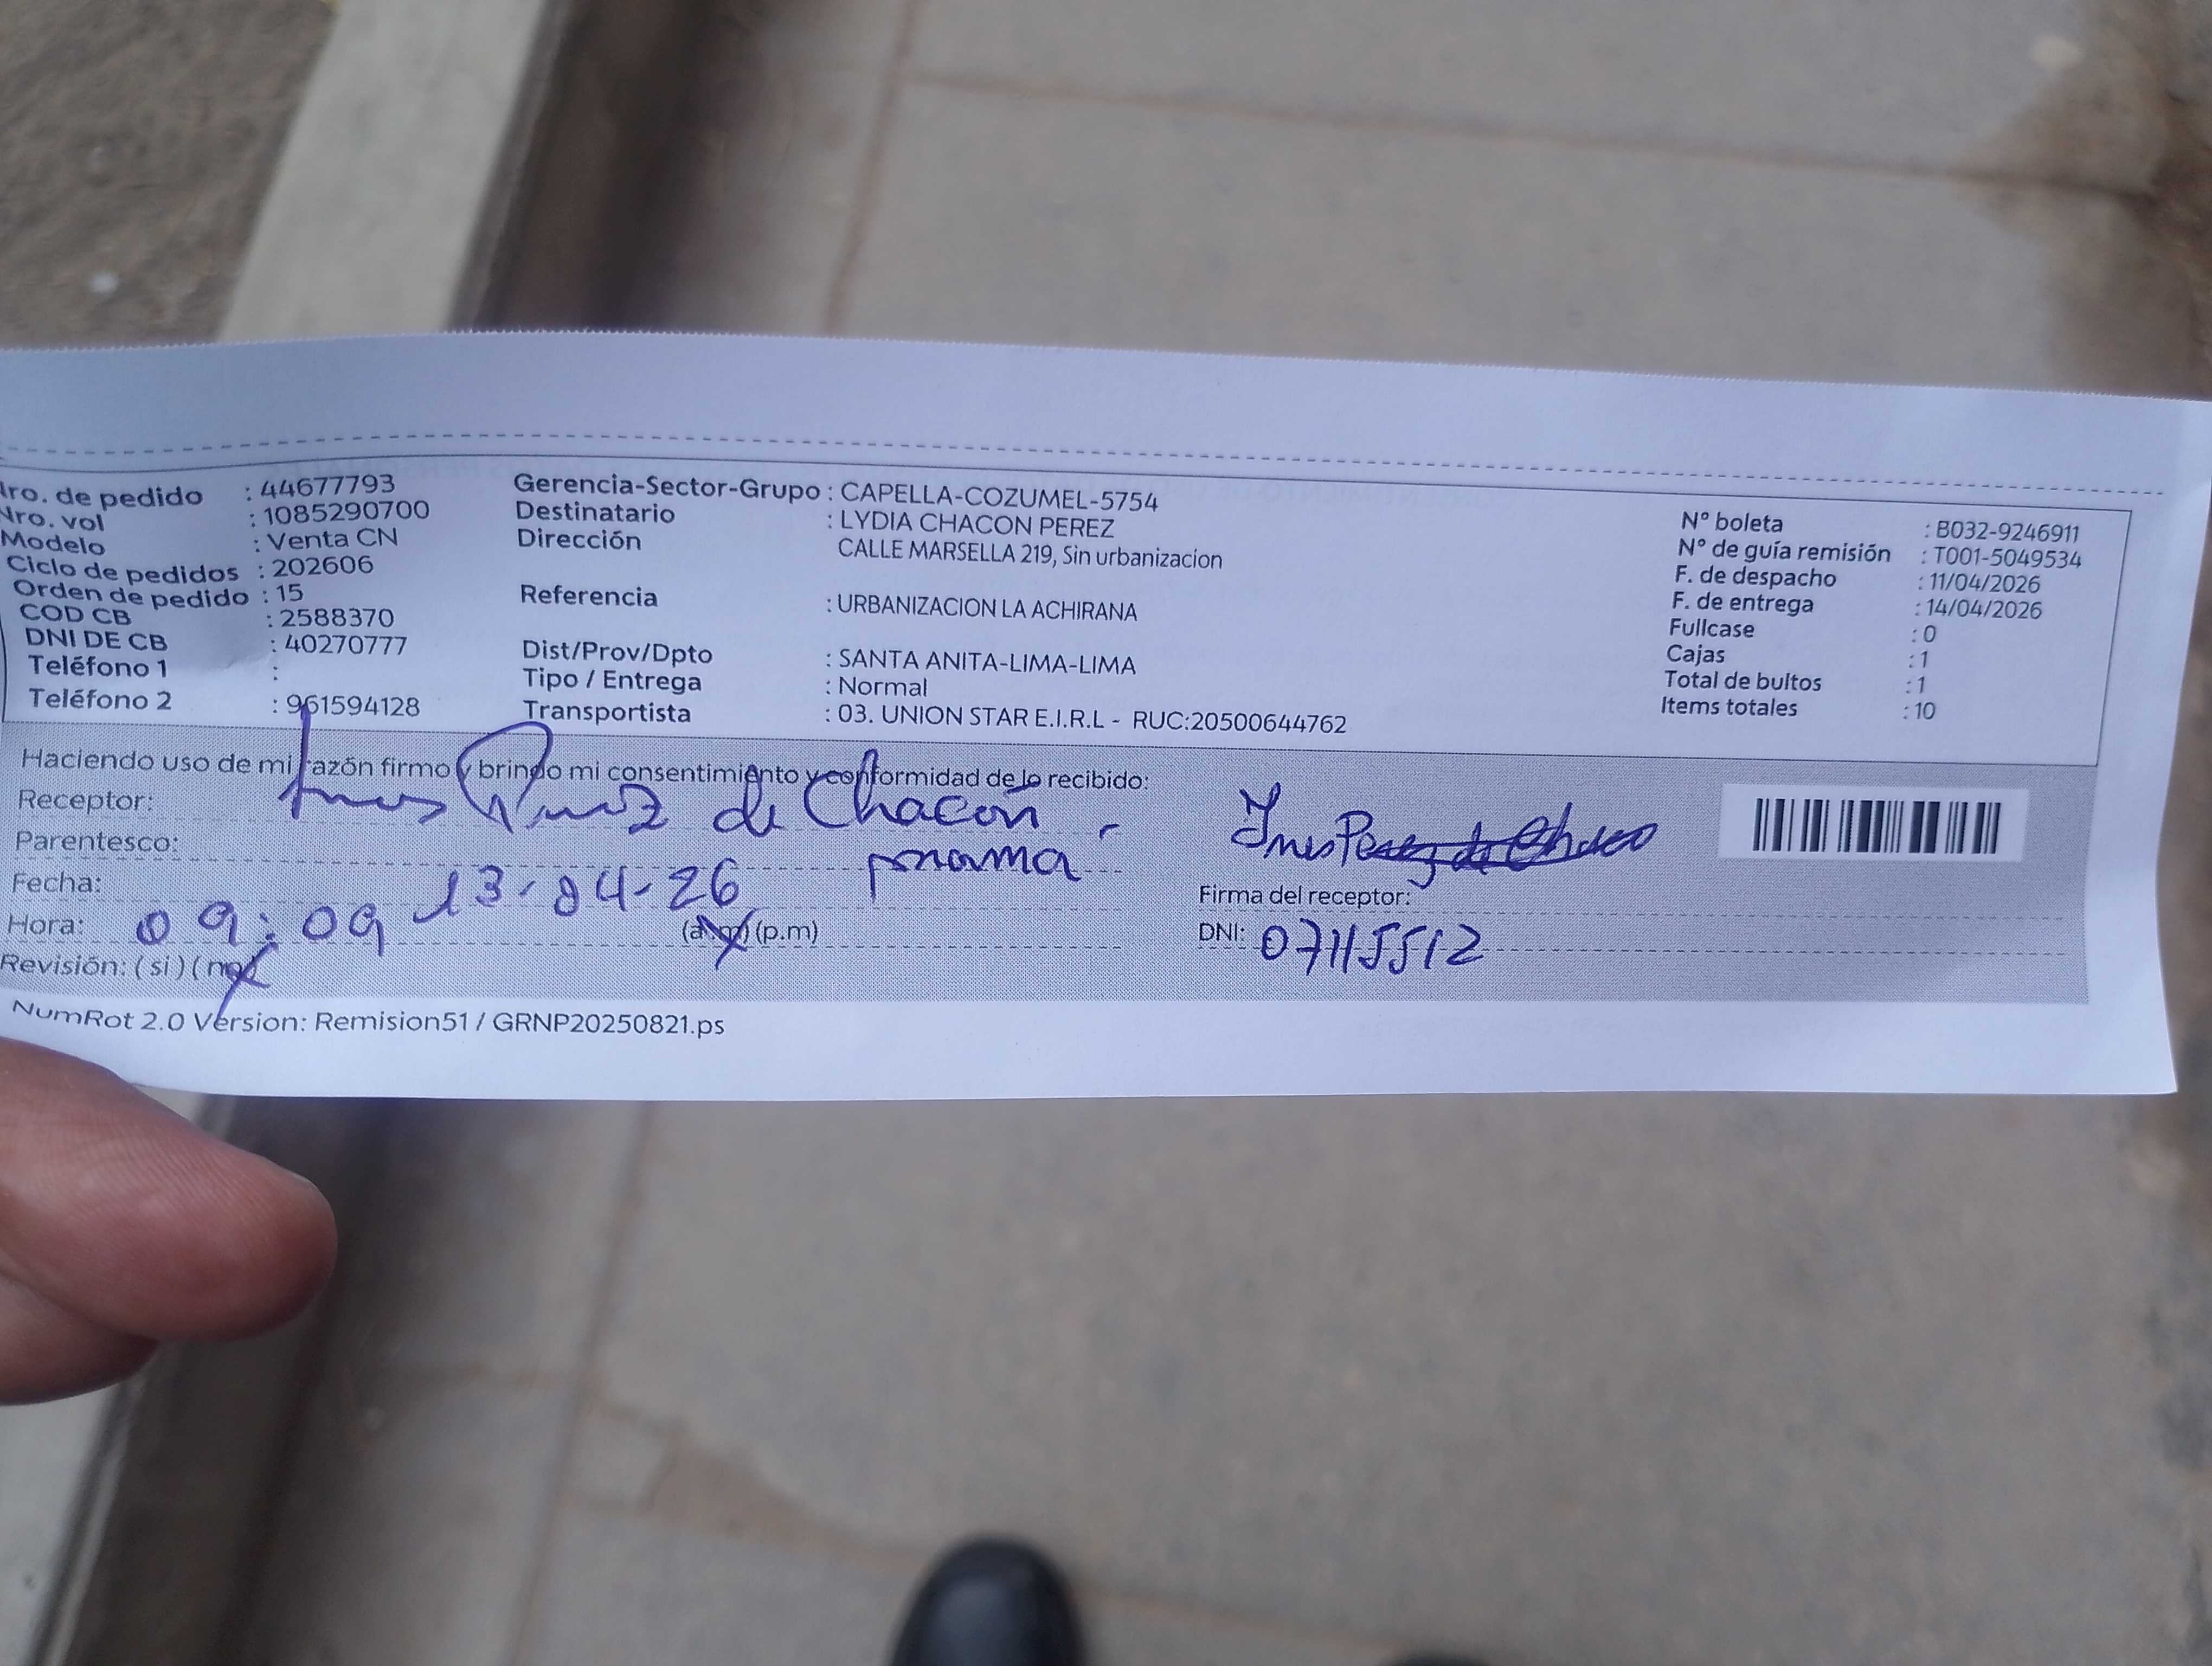 Nro. de pedido : 44677793
Nro. vol : 1085290700
Modelo : Venta CN
Ciclo de pedidos : 202606
Orden de pedido : 15
COD CB : 2588370
DNI DE CB : 40270777
Teléfono 1 :
Teléfono 2 : 961594128
Gerencia-Sector-Grupo : CAPELLA-COZUMEL-5754
Destinatario : LYDIA CHACON PEREZ
Dirección CALLE MARSELLA 219, Sin urbanizacion
Referencia : URBANIZACION LA ACHIRANA
Dist/Prov/Dpto : SANTA ANITA-LIMA-LIMA
Tipo / Entrega : Normal
Transportista : 03. UNION STAR E.I.R.L - RUC:20500644762
N° boleta : B032-9246911
N° de guía remisión : T001-5049534
F. de despacho : 11/04/2026
F. de entrega : 14/04/2026
Fullcase : 0
Cajas : 1
Total de bultos : 1
Items totales : 10
Haciendo uso de mi razón firmo y brindo mi consentimiento y conformidad de lo recibido:
Receptor: de Chacón
Parentesco:
Fecha: 13-04-26
Hora: 09:09 (a.m) (p.m)
Revisión: (si) (no)
Ines Perez de Chaco
Firma del receptor:
DNI: 07115512
NumRot 2.0 Version: Remision51 / GRNP20250821.ps